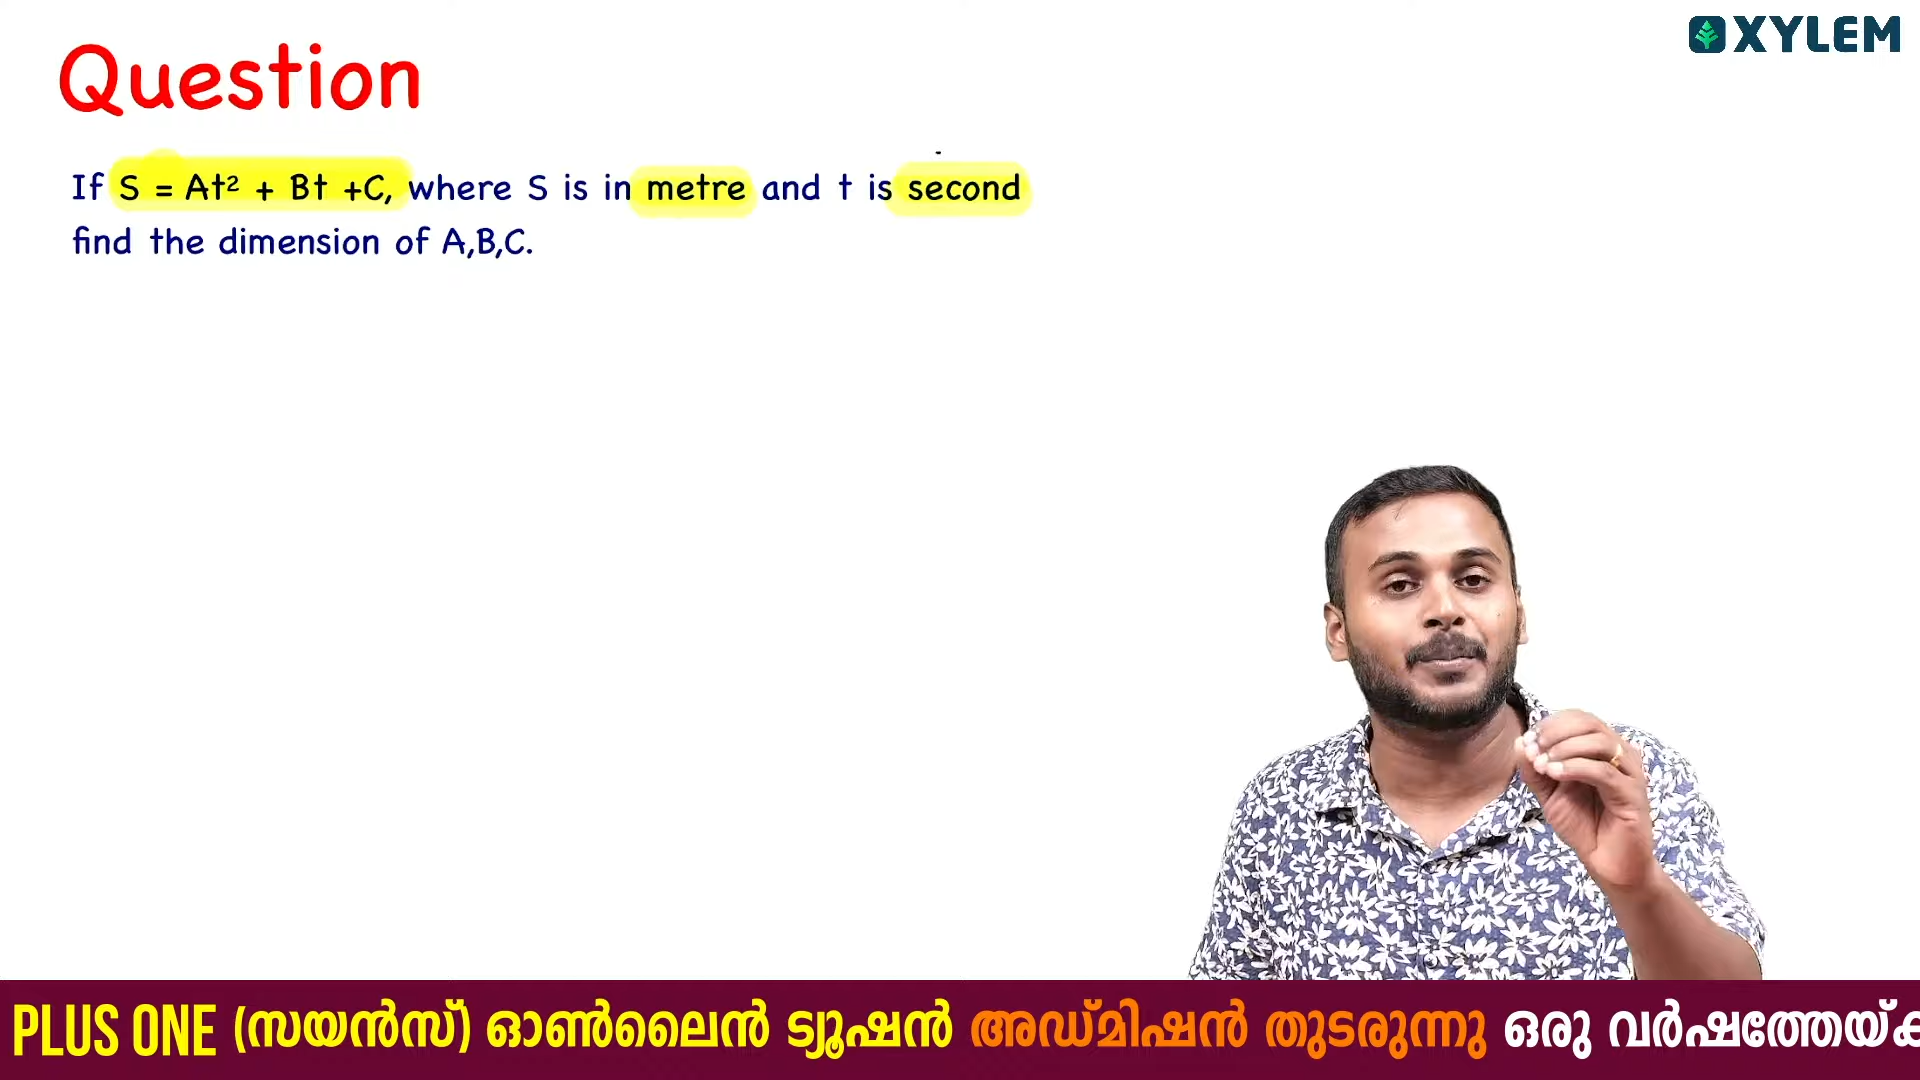 XYLEM
Question
If S = At² + Bt +C, where S is in metre and t is second
find the dimension of A,B,C.
PLUS ONE (സയൻസ്) ഓൺലൈൻ ട്യൂഷൻ അഡ്മിഷൻ തുടരുന്നു ഒരു വർഷത്തേയ്ക